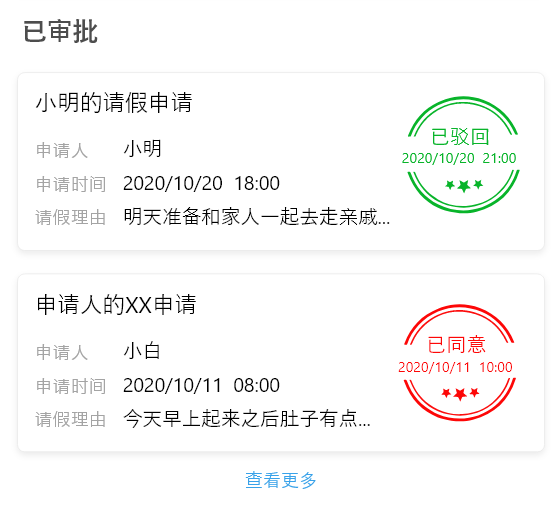 已审批
小明的请假申请
申请人 小明
申请时间 2020/10/20 18:00
请假理由 明天准备和家人一起去走亲戚...
已驳回
2020/10/20 21:00
申请人的XX申请
申请人 小白
申请时间 2020/10/11 08:00
请假理由 今天早上起来之后肚子有点...
已同意
2020/10/11 10:00
查看更多